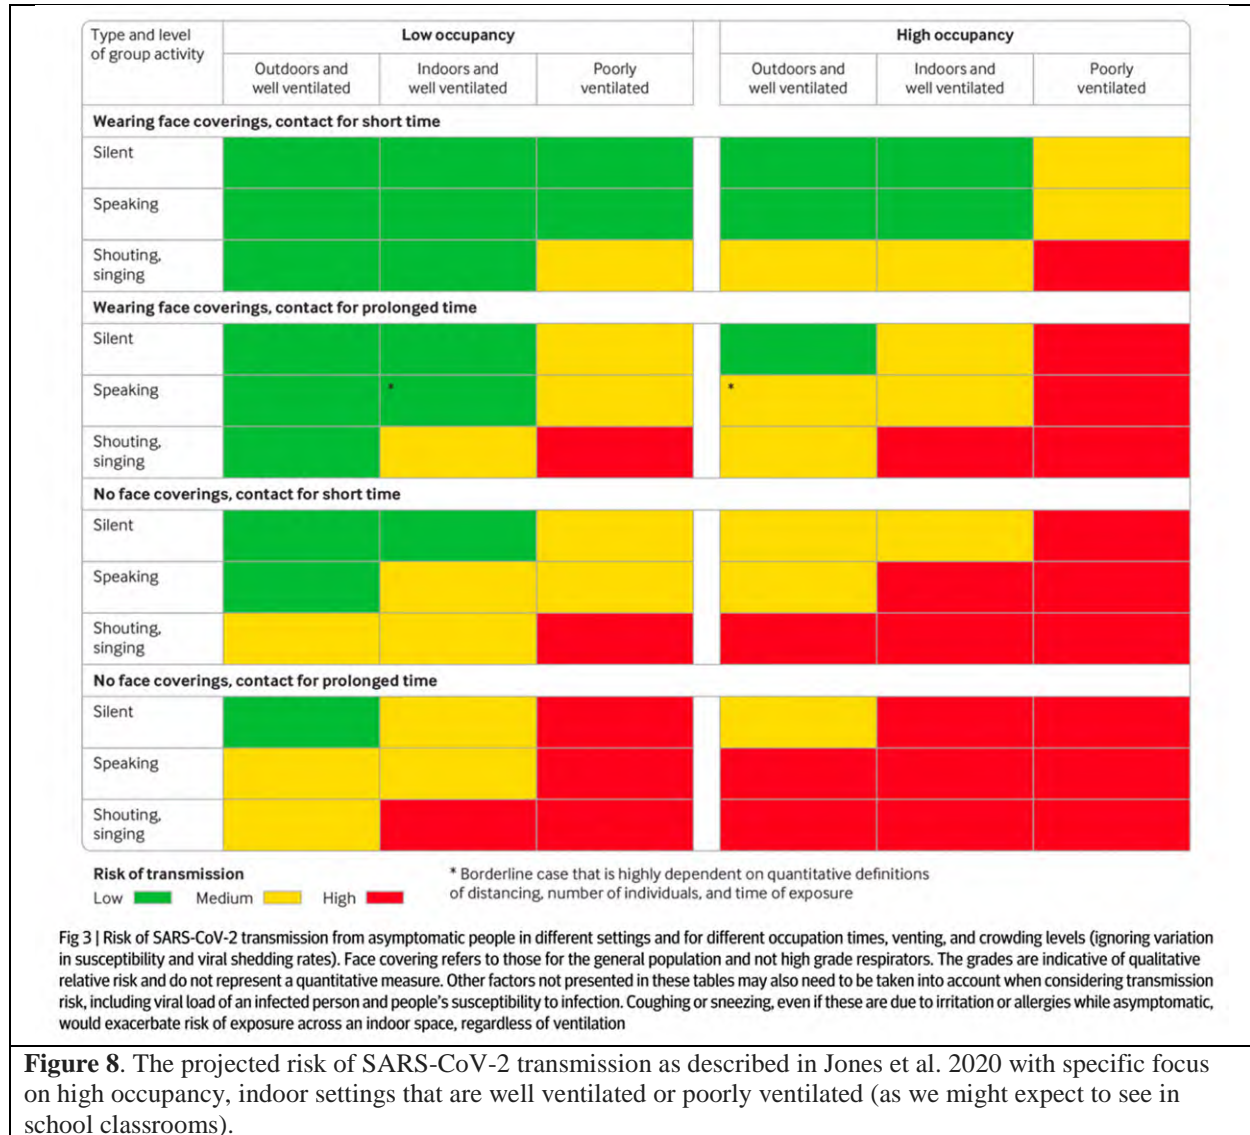 Type and level
of group activity
Low occupancy
High occupancy
Outdoors and
well ventilated
Indoors and
well ventilated
Poorly
ventilated
Outdoors and
well ventilated
Indoors and
well ventilated
Poorly
ventilated
Wearing face coverings, contact for short time
Silent
Speaking
Shouting,
singing
Wearing face coverings, contact for prolonged time
Silent
Speaking
*
*
Shouting,
singing
No face coverings, contact for short time
Silent
Speaking
Shouting,
singing
No face coverings, contact for prolonged time
Silent
Speaking
Shouting,
singing
Risk of transmission
Low Medium High
* Borderline case that is highly dependent on quantitative definitions
of distancing, number of individuals, and time of exposure
Fig 3 | Risk of SARS-CoV-2 transmission from asymptomatic people in different settings and for different occupation times, venting, and crowding levels (ignoring variation
in susceptibility and viral shedding rates). Face covering refers to those for the general population and not high grade respirators. The grades are indicative of qualitative
relative risk and do not represent a quantitative measure. Other factors not presented in these tables may also need to be taken into account when considering transmission
risk, including viral load of an infected person and people's susceptibility to infection. Coughing or sneezing, even if these are due to irritation or allergies while asymptomatic,
would exacerbate risk of exposure across an indoor space, regardless of ventilation
Figure 8. The projected risk of SARS-CoV-2 transmission as described in Jones et al. 2020 with specific focus
on high occupancy, indoor settings that are well ventilated or poorly ventilated (as we might expect to see in
school classrooms).